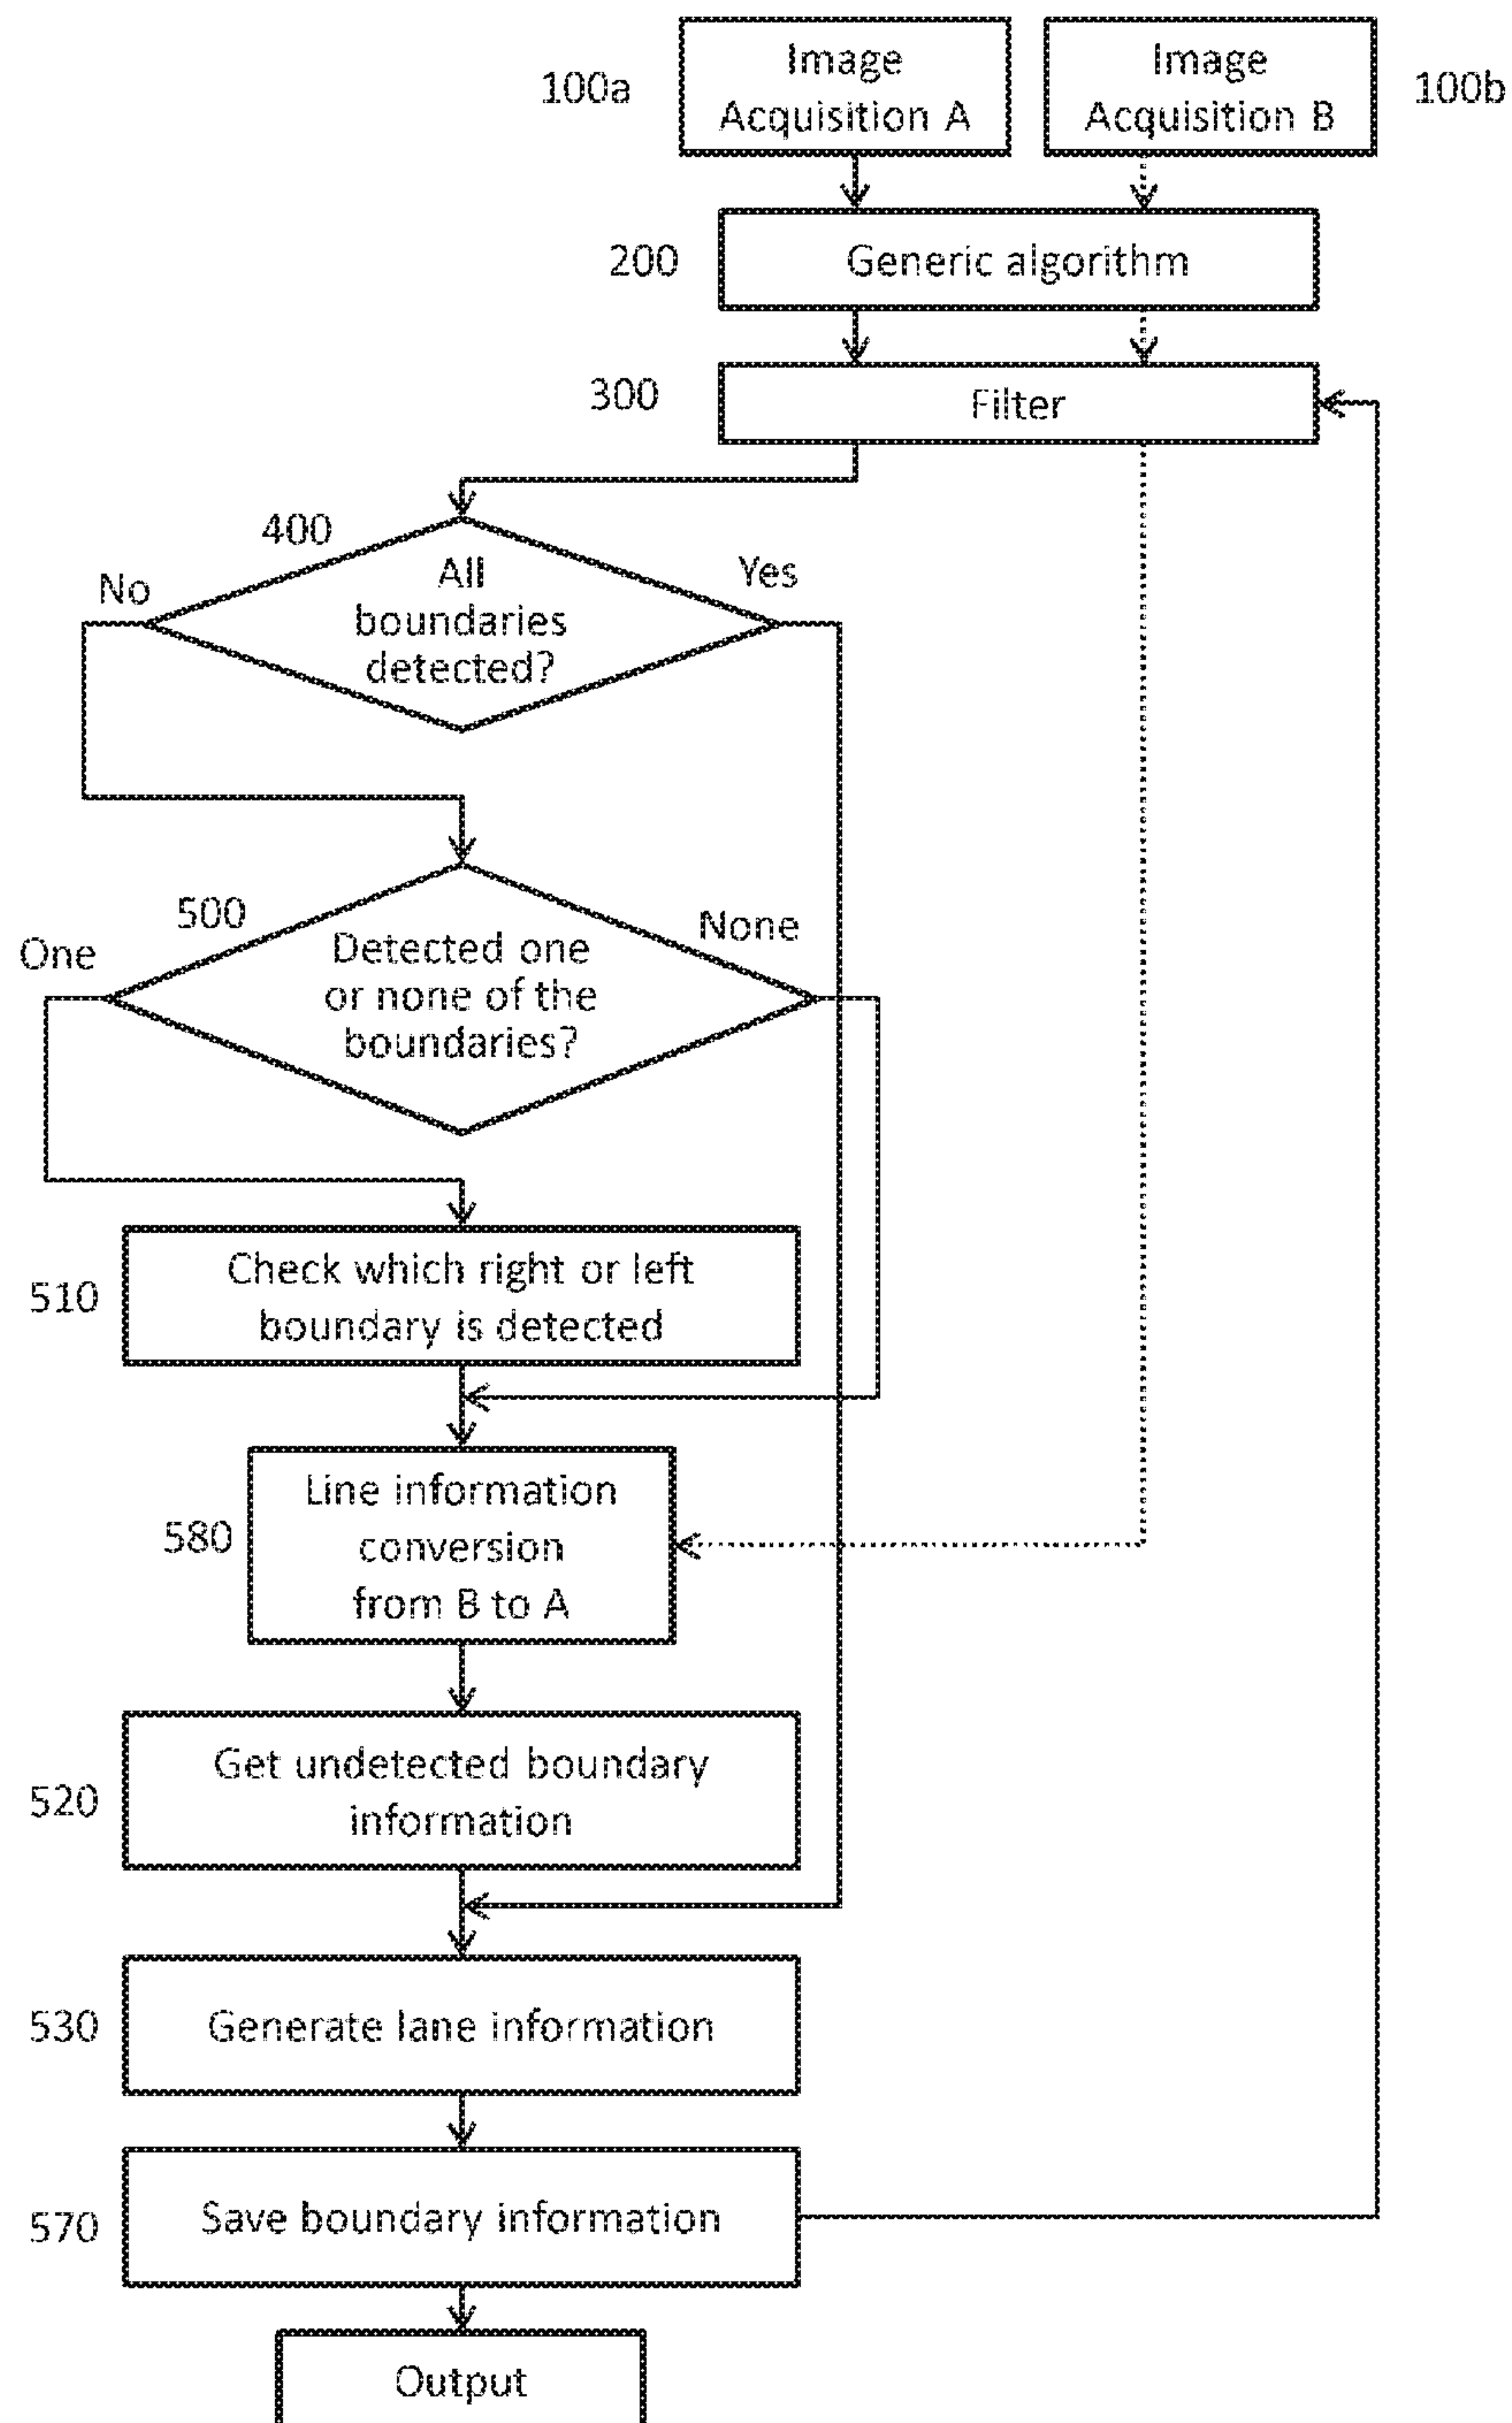 100a
Image
Acquisition A
Image
Acquisition B
100b
200
Generic algorithm
300
Filter
400
No
Yes
All
boundaries
detected?
500
One
None
Detected one
or none of the
boundaries?
510
Check which right or left
boundary is detected
580
Line information
conversion
from B to A
520
Get undetected boundary
information
530
Generate lane information
570
Save boundary information
Output